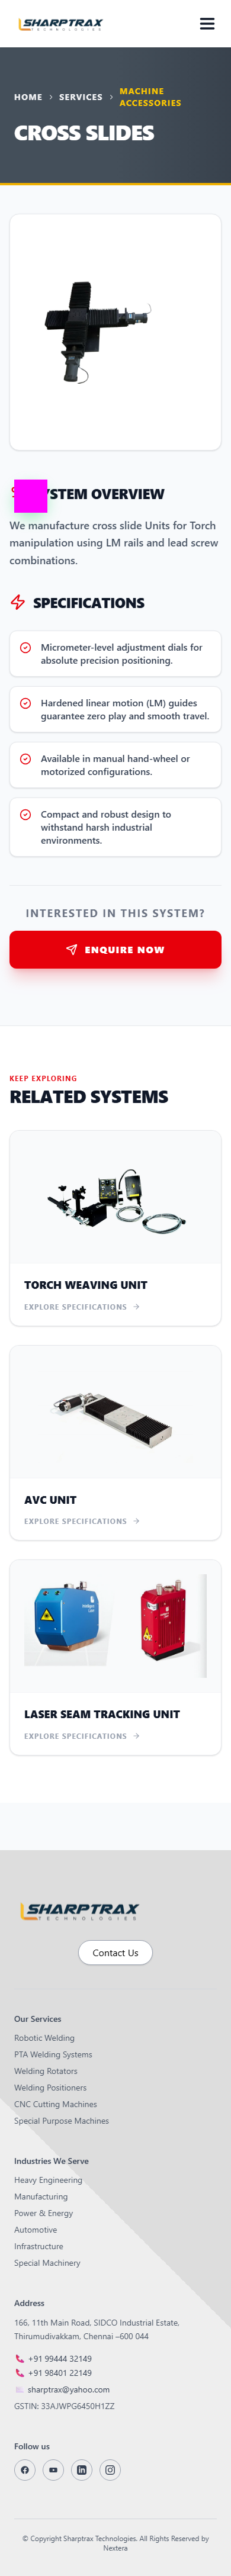 SHARPTRAX
TECHNOLOGIES
HOME > SERVICES > MACHINE
ACCESSORIES
CROSS SLIDES
YSTEM OVERVIEW
We manufacture cross slide Units for Torch
manipulation using LM rails and lead screw
combinations.
SPECIFICATIONS
Micrometer-level adjustment dials for
absolute precision positioning.
Hardened linear motion (LM) guides
guarantee zero play and smooth travel.
Available in manual hand-wheel or
motorized configurations.
Compact and robust design to
withstand harsh industrial
environments.
INTERESTED IN THIS SYSTEM?
ENQUIRE NOW
KEEP EXPLORING
RELATED SYSTEMS
TORCH WEAVING UNIT
EXPLORE SPECIFICATIONS →
AVC UNIT
EXPLORE SPECIFICATIONS →
LASER SEAM TRACKING UNIT
EXPLORE SPECIFICATIONS →
SHARPTRAX
TECHNOLOGIES
Contact Us
Our Services
Robotic Welding
PTA Welding Systems
Welding Rotators
Welding Positioners
CNC Cutting Machines
Special Purpose Machines
Industries We Serve
Heavy Engineering
Manufacturing
Power & Energy
Automotive
Infrastructure
Special Machinery
Address
166, 11th Main Road, SIDCO Industrial Estate,
Thirumudivakkam, Chennai –600 044
+91 99444 32149
+91 98401 22149
sharptrax@yahoo.com
GSTIN: 33AJWPG6450H1ZZ
Follow us
© Copyright Sharptrax Technologies. All Rights Reserved by
Nextera